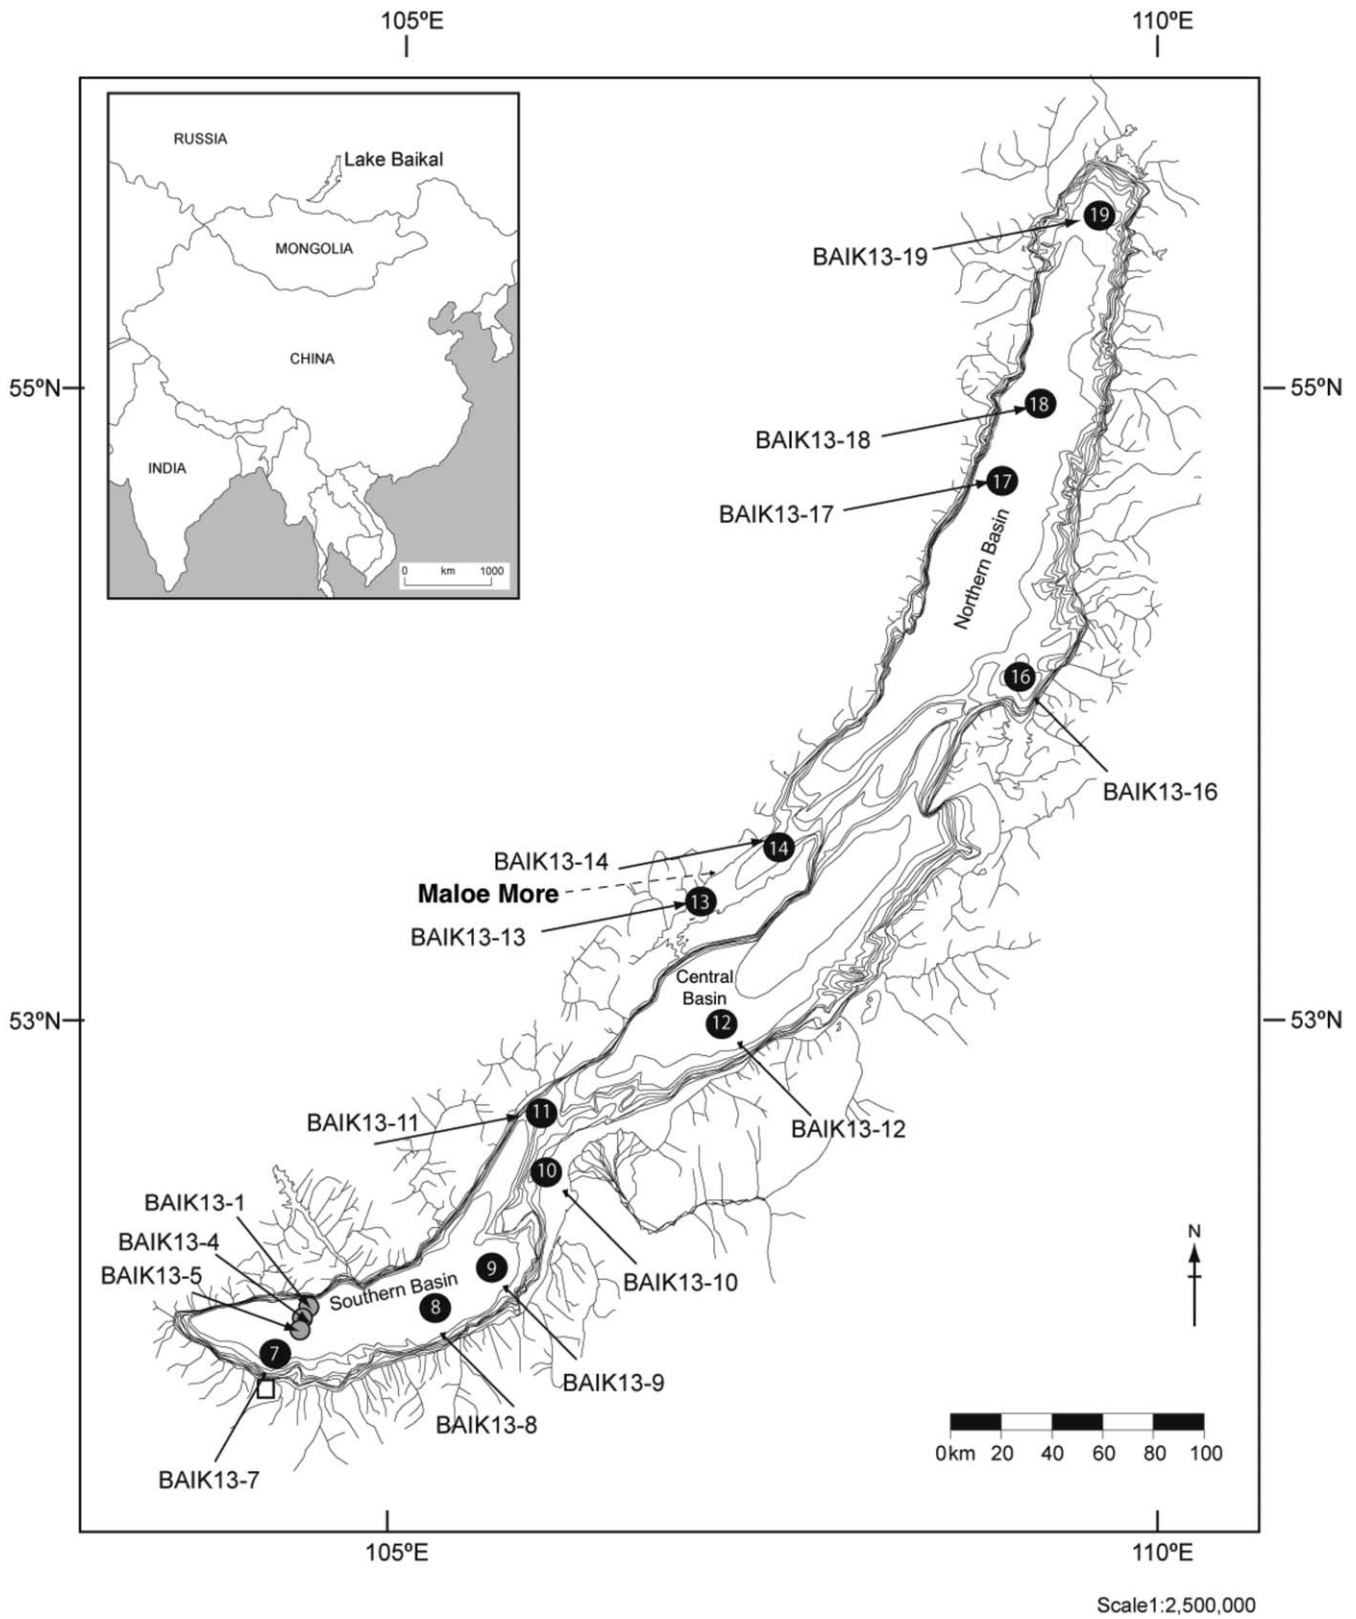 105ºE
110ºE
RUSSIA
Lake Baikal
MONGOLIA
CHINA
INDIA
0 km 1000
19
BAIK13-19
55ºN
55ºN
18
BAIK13-18
17
BAIK13-17
Northern Basin
16
BAIK13-16
14
BAIK13-14
Maloe More
13
BAIK13-13
Central
Basin
53ºN
12
53ºN
11
BAIK13-11
BAIK13-12
10
BAIK13-1
BAIK13-4
BAIK13-5
9
BAIK13-10
Southern Basin
8
7
BAIK13-9
BAIK13-8
BAIK13-7
N
0km 20 40 60 80 100
105ºE
110ºE
Scale1:2,500,000